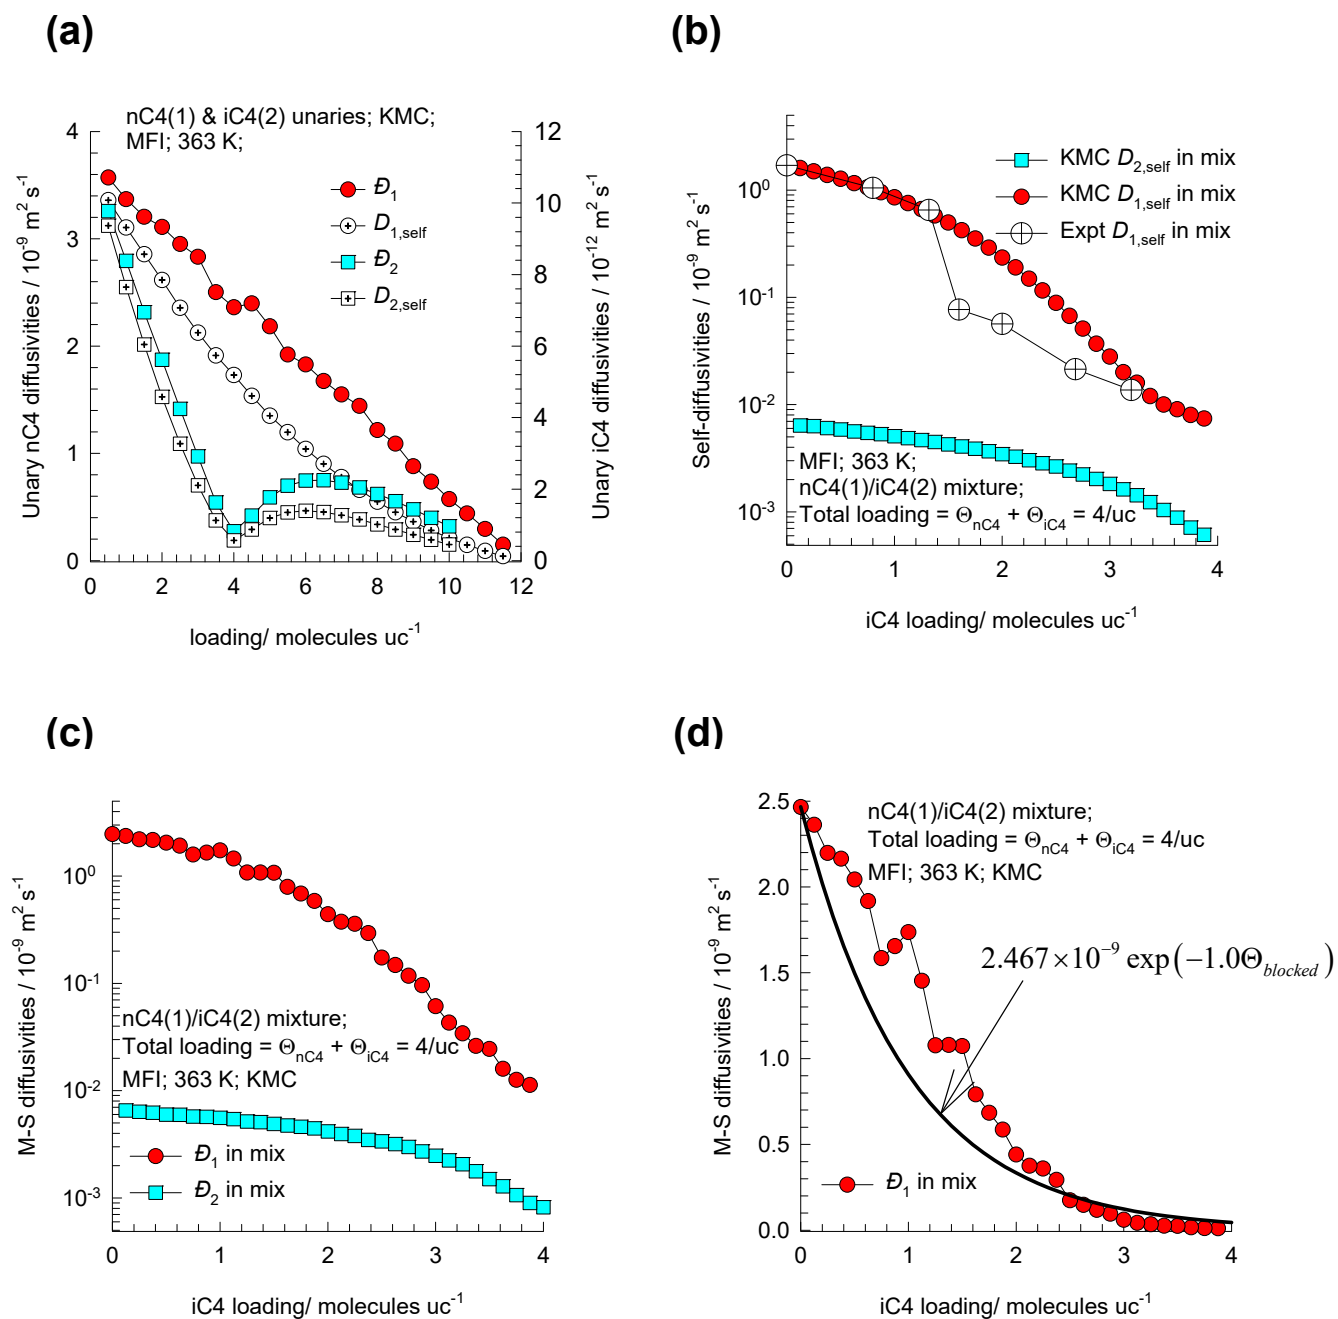 (a)
nC4(1) & iC4(2) unaries; KMC;
MFI; 363 K;
Đ1
D1,self
Đ2
D2,self
Unary nC4 diffusivities / 10-9 m2 s-1
4
3
2
1
0
Unary iC4 diffusivities / 10-12 m2 s-1
12
10
8
6
4
2
0
0 2 4 6 8 10 12
loading/ molecules uc-1
(b)
KMC D2,self in mix
KMC D1,self in mix
Expt D1,self in mix
Self-diffusivities / 10-9 m2 s-1
100
10-1
10-2
10-3
MFI; 363 K;
nC4(1)/iC4(2) mixture;
Total loading = ΘnC4 + ΘiC4 = 4/uc
0 1 2 3 4
iC4 loading/ molecules uc-1
(c)
M-S diffusivities / 10-9 m2 s-1
100
10-1
10-2
10-3
nC4(1)/iC4(2) mixture;
Total loading = ΘnC4 + ΘiC4 = 4/uc
MFI; 363 K; KMC
Đ1 in mix
Đ2 in mix
0 1 2 3 4
iC4 loading/ molecules uc-1
(d)
nC4(1)/iC4(2) mixture;
Total loading = ΘnC4 + ΘiC4 = 4/uc
MFI; 363 K; KMC
2.467×10−9 exp(−1.0Θblocked)
M-S diffusivities / 10-9 m2 s-1
2.5
2.0
1.5
1.0
0.5
0.0
Đ1 in mix
0 1 2 3 4
iC4 loading/ molecules uc-1